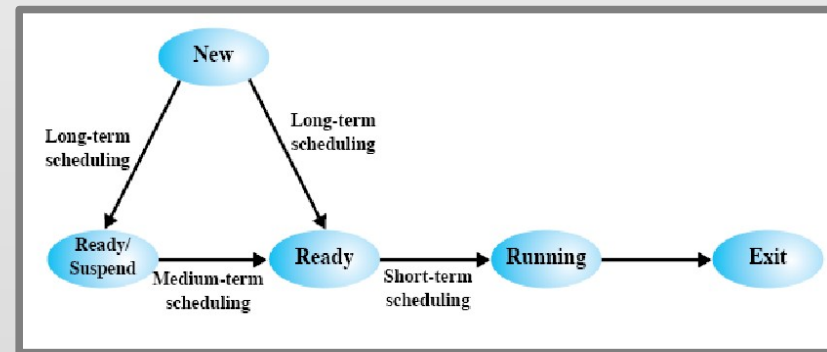 New
Long-term
scheduling
Long-term
scheduling
Ready/
Suspend
Medium-term
scheduling
Ready
Short-term
scheduling
Running
Exit